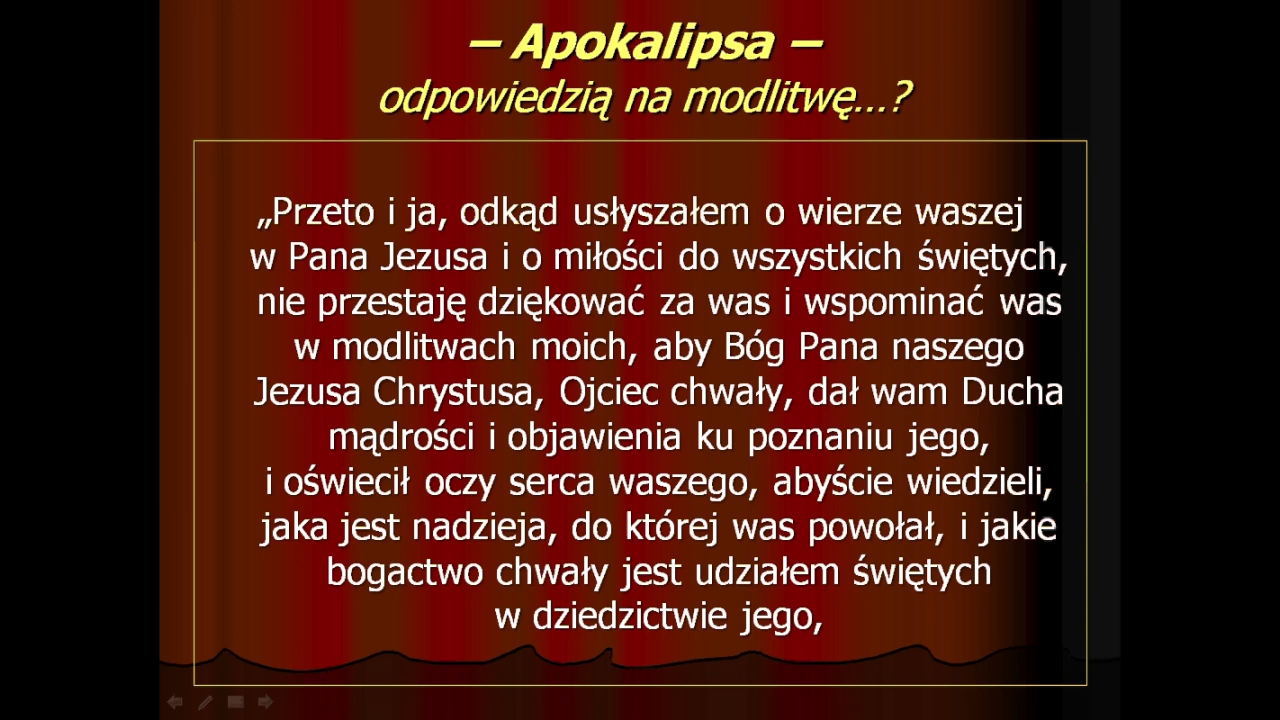 – Apokalipsa –
odpowiedzią na modlitwę...?
„Przeto i ja, odkąd usłyszałem o wierze waszej
w Pana Jezusa i o miłości do wszystkich świętych,
nie przestaję dziękować za was i wspominać was
w modlitwach moich, aby Bóg Pana naszego
Jezusa Chrystusa, Ojciec chwały, dał wam Ducha
mądrości i objawienia ku poznaniu jego,
i oświecił oczy serca waszego, abyście wiedzieli,
jaka jest nadzieja, do której was powołał, i jakie
bogactwo chwały jest udziałem świętych
w dziedzictwie jego,